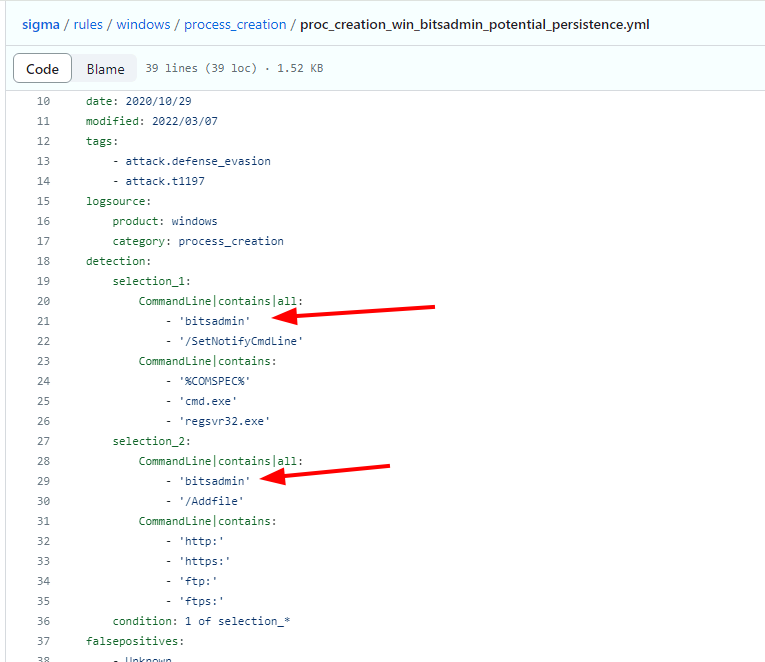 sigma / rules / windows / process_creation / proc_creation_win_bitsadmin_potential_persistence.yml
Code Blame 39 lines (39 loc) · 1.52 KB
10 date: 2020/10/29
11 modified: 2022/03/07
12 tags:
13 - attack.defense_evasion
14 - attack.t1197
15 logsource:
16 product: windows
17 category: process_creation
18 detection:
19 selection_1:
20 CommandLine|contains|all:
21 - 'bitsadmin'
22 - '/SetNotifyCmdLine'
23 CommandLine|contains:
24 - '%COMSPEC%'
25 - 'cmd.exe'
26 - 'regsvr32.exe'
27 selection_2:
28 CommandLine|contains|all:
29 - 'bitsadmin'
30 - '/Addfile'
31 CommandLine|contains:
32 - 'http:'
33 - 'https:'
34 - 'ftp:'
35 - 'ftps:'
36 condition: 1 of selection_*
37 falsepositives:
38 - Unknown